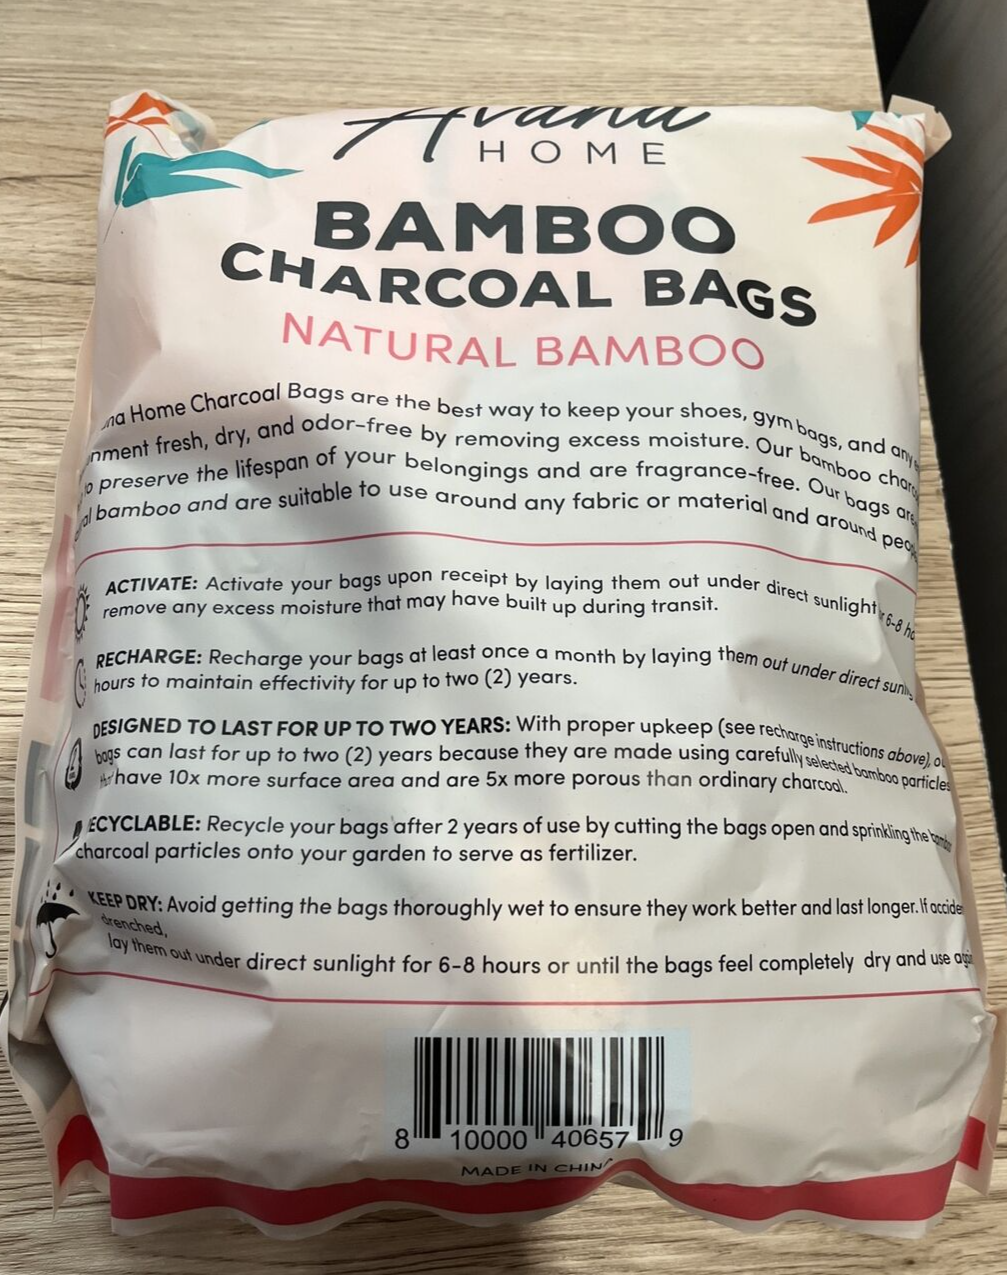 Avana
HOME
BAMBOO
CHARCOAL BAGS
NATURAL BAMBOO
Home Charcoal Bags are the best way to keep your shoes, gym bags, and any
fresh, dry, and odor-free by removing excess moisture. Our bamboo
preserve the lifespan of your belongings and are fragrance-free. Our bags are
bamboo and are suitable to use around any fabric or material and around
ACTIVATE: Activate your bags upon receipt by laying them out under direct sunlight 6-8
remove any excess moisture that may have built up during transit.
RECHARGE: Recharge your bags at least once a month by laying them out under direct
hours to maintain effectivity for up to two (2) years.
DESIGNED TO LAST FOR UP TO TWO YEARS: With proper upkeep (see recharge instructions above),
bags can last for up to two (2) years because they are made using carefully selected bamboo particles
have 10x more surface area and are 5x more porous than ordinary charcoal.
ECYCLABLE: Recycle your bags after 2 years of use by cutting the bags open and sprinkling the
charcoal particles onto your garden to serve as fertilizer.
KEEP DRY: Avoid getting the bags thoroughly wet to ensure they work better and last longer. If
drenched,
lay them out under direct sunlight for 6-8 hours or until the bags feel completely dry and use
8 10000 40657 9
MADE IN CHINA